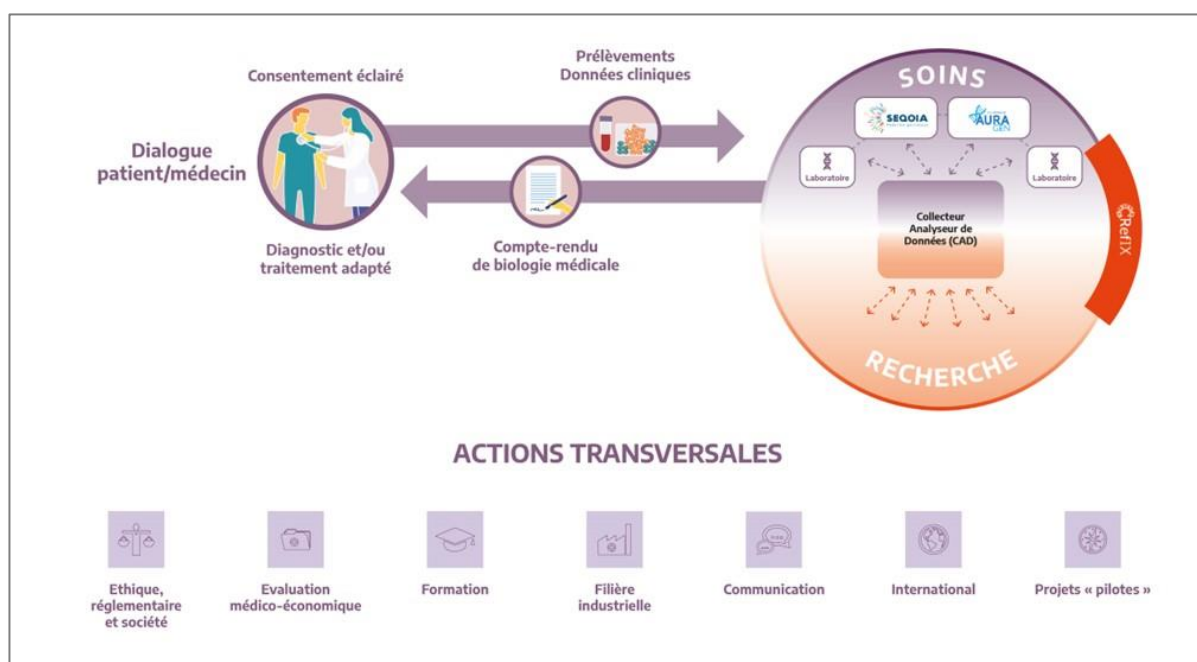 Consentement éclairé
Dialogue
patient/médecin
Diagnostic et/ou
traitement adapté
Prélèvements
Données cliniques
Compte-rendu
de biologie médicale
SOINS
SEQOIA
AURA
GEN
Laboratoire
Laboratoire
Collecteur
Analyseur de
Données (CAD)
CRefIX
RECHERCHE
ACTIONS TRANSVERSALES
Ethique,
réglementaire
et société
Evaluation
médico-économique
Formation
Filière
industrielle
Communication
International
Projets « pilotes »